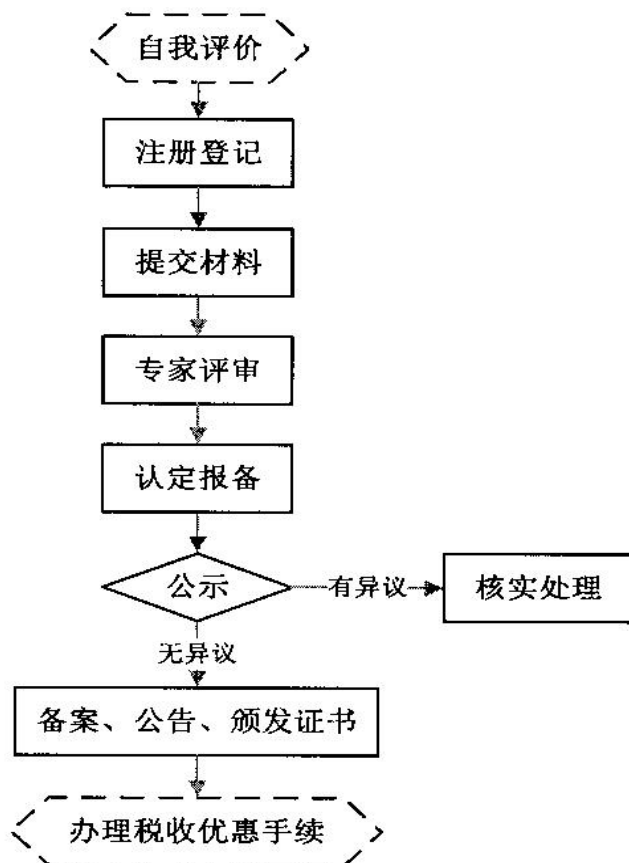 自我评价
注册登记
提交材料
专家评审
认定报备
公示
有异议
核实处理
无异议
备案、公告、颁发证书
办理税收优惠手续